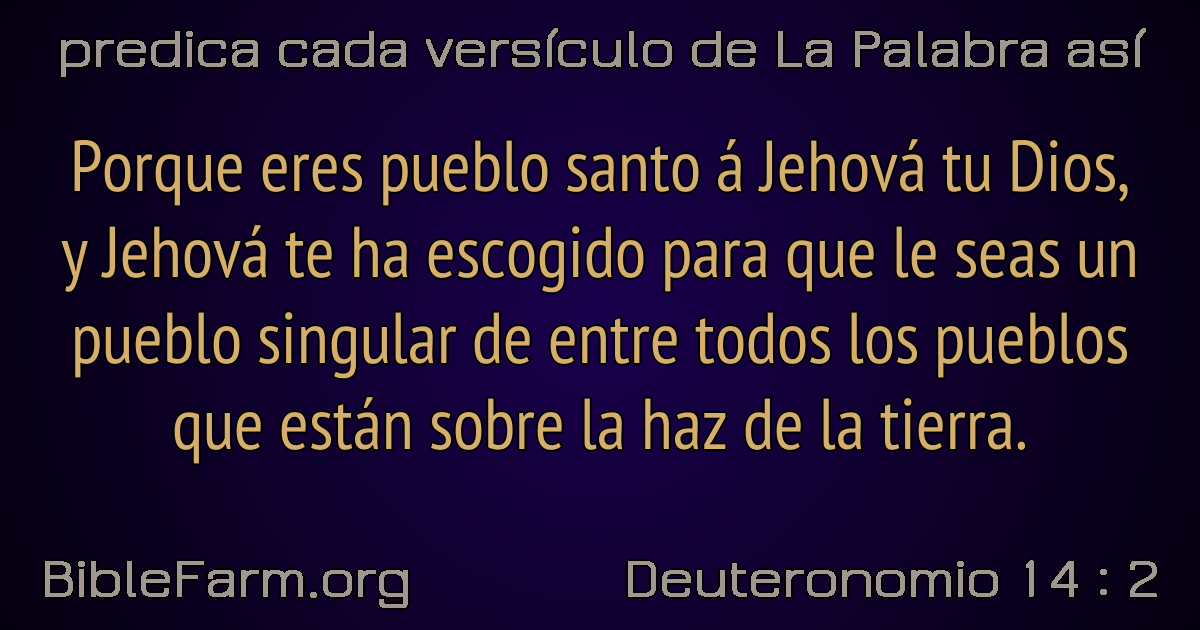 predica cada versículo de La Palabra así
Porque eres pueblo santo á Jehová tu Dios,
y Jehová te ha escogido para que le seas un
pueblo singular de entre todos los pueblos
que están sobre la haz de la tierra.
BibleFarm.org
Deuteronomio 14 : 2